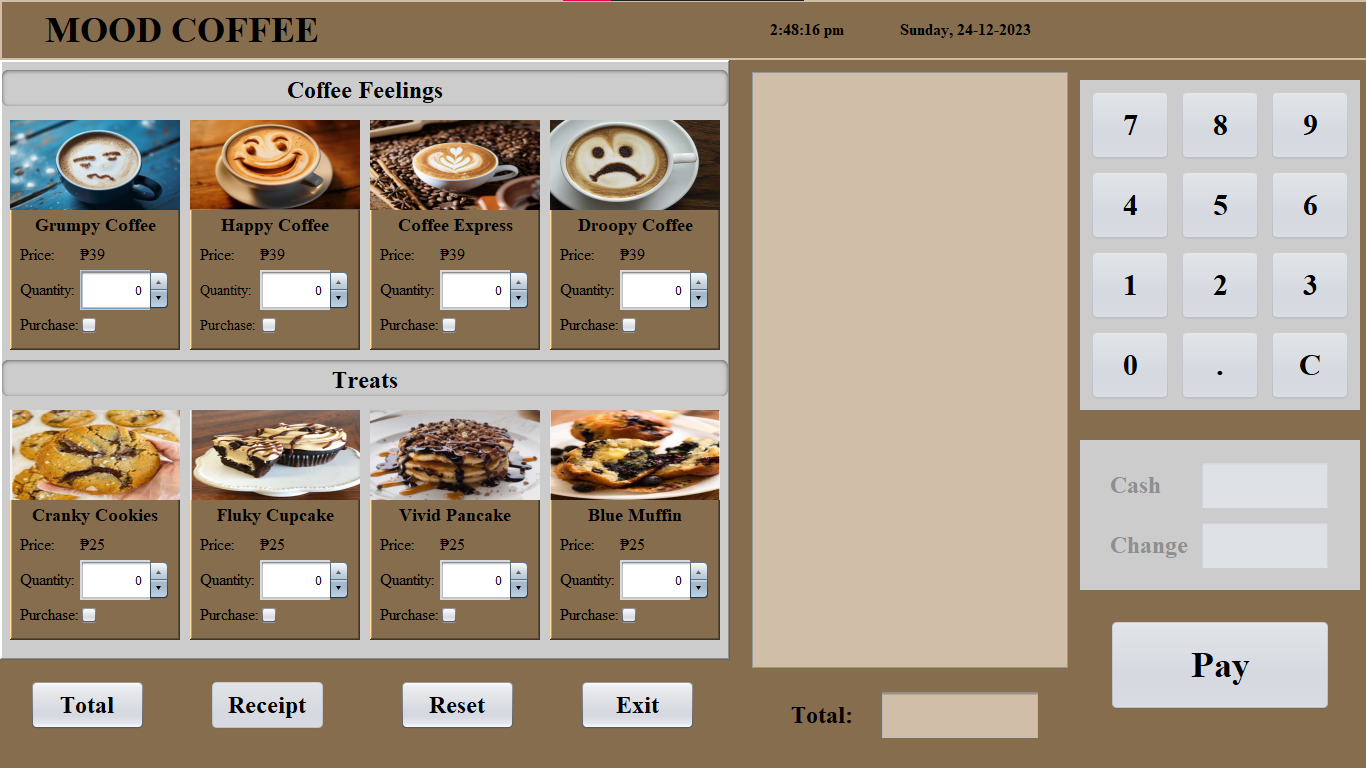 MOOD COFFEE
2:48:16 pm Sunday, 24-12-2023
Coffee Feelings
Grumpy Coffee
Price: ₱39
Quantity: 0
Purchase:
Happy Coffee
Price: ₱39
Quantity: 0
Purchase:
Coffee Express
Price: ₱39
Quantity: 0
Purchase:
Droopy Coffee
Price: ₱39
Quantity: 0
Purchase:
Treats
Cranky Cookies
Price: ₱25
Quantity: 0
Purchase:
Fluky Cupcake
Price: ₱25
Quantity: 0
Purchase:
Vivid Pancake
Price: ₱25
Quantity: 0
Purchase:
Blue Muffin
Price: ₱25
Quantity: 0
Purchase:
Total Receipt Reset Exit
Total:
7 8 9
4 5 6
1 2 3
0 . C
Cash
Change
Pay